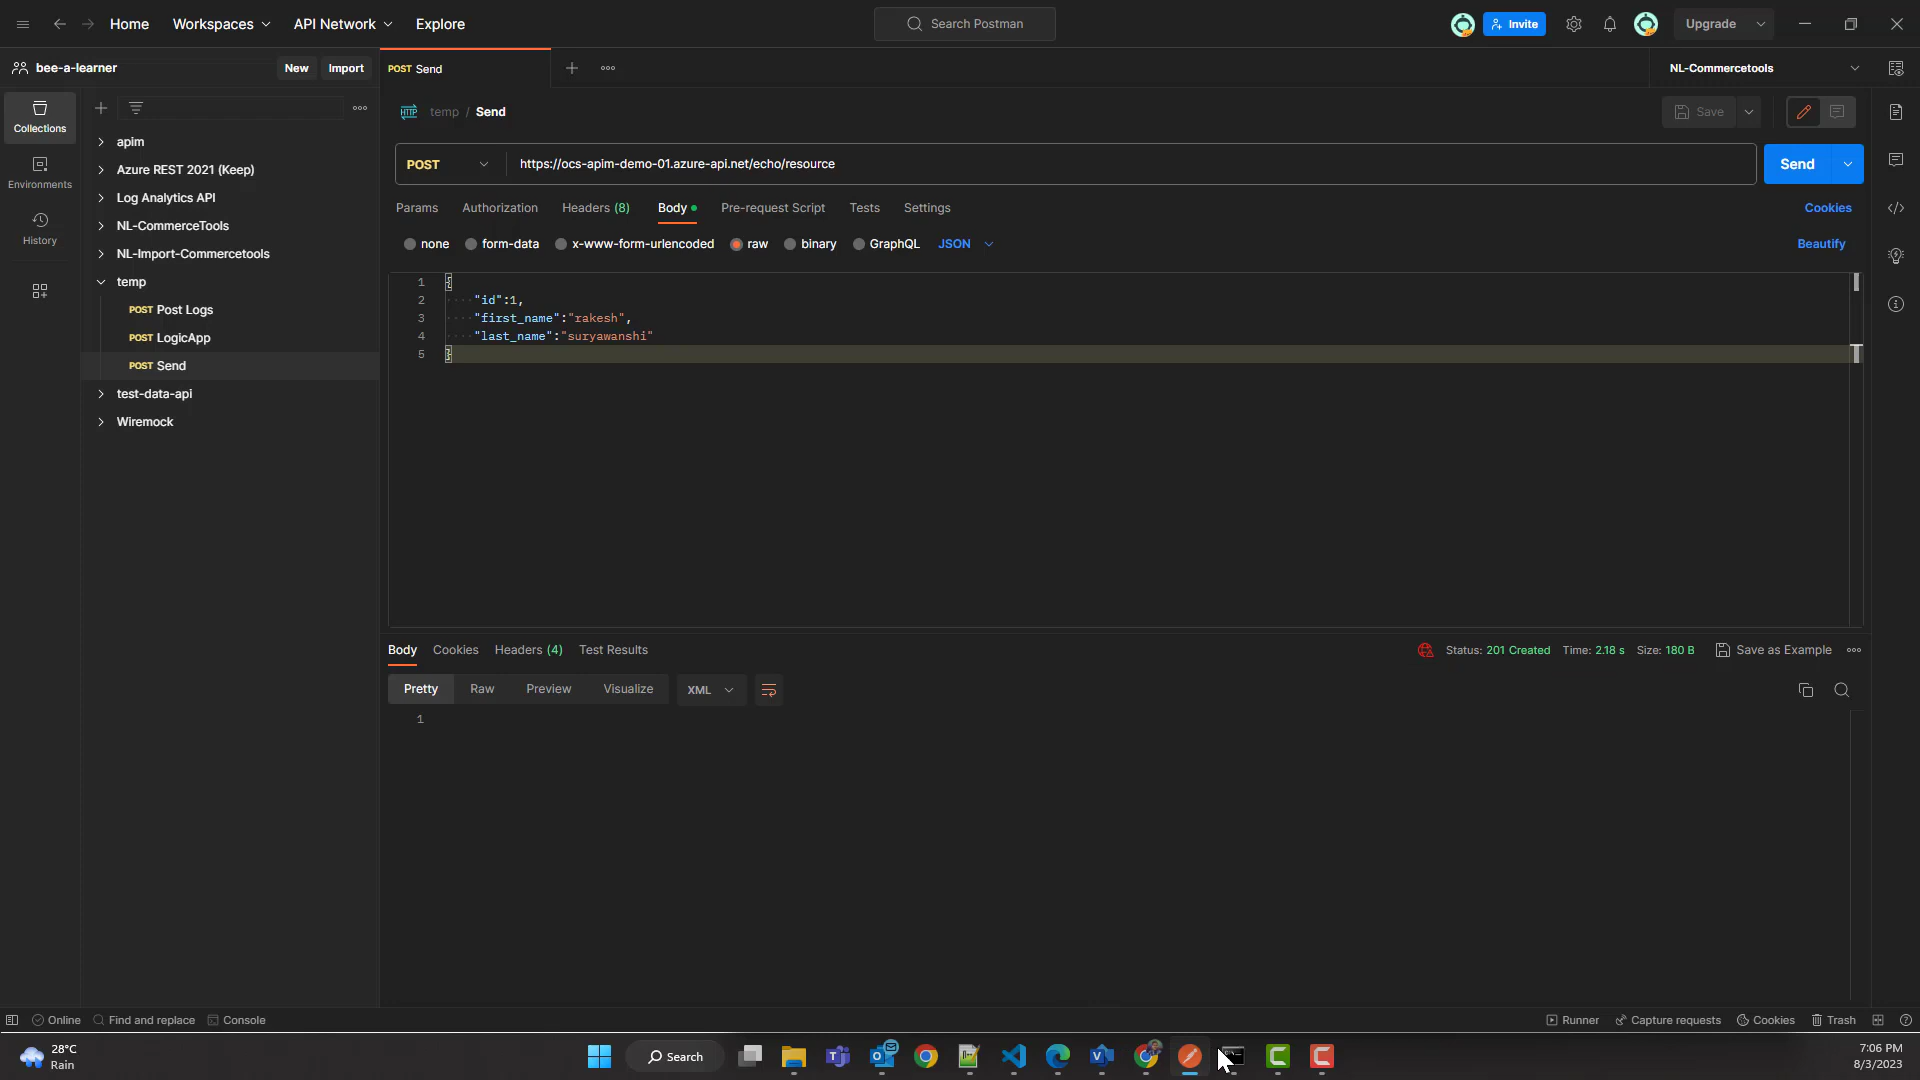 Home Workspaces API Network Explore Search Postman Invite Upgrade
bee-a-learner New Import POST Send NL-Commercetools
Collections
Environments
History
apim
Azure REST 2021 (Keep)
Log Analytics API
NL-CommerceTools
NL-Import-Commercetools
temp
POST Post Logs
POST LogicApp
POST Send
test-data-api
Wiremock
HTTP temp / Send Save
POST https://ocs-apim-demo-01.azure-api.net/echo/resource Send
Params Authorization Headers (8) Body Pre-request Script Tests Settings Cookies
none form-data x-www-form-urlencoded raw binary GraphQL JSON Beautify
1 {
2 ····"id":1,
3 ····"first_name":"rakesh",
4 ····"last_name":"suryawanshi"
5 }
Body Cookies Headers (4) Test Results Status: 201 Created Time: 2.18 s Size: 180 B Save as Example
Pretty Raw Preview Visualize XML
1
Online Find and replace Console Runner Capture requests Cookies Trash
28°C
Rain
Search
7:06 PM
8/3/2023